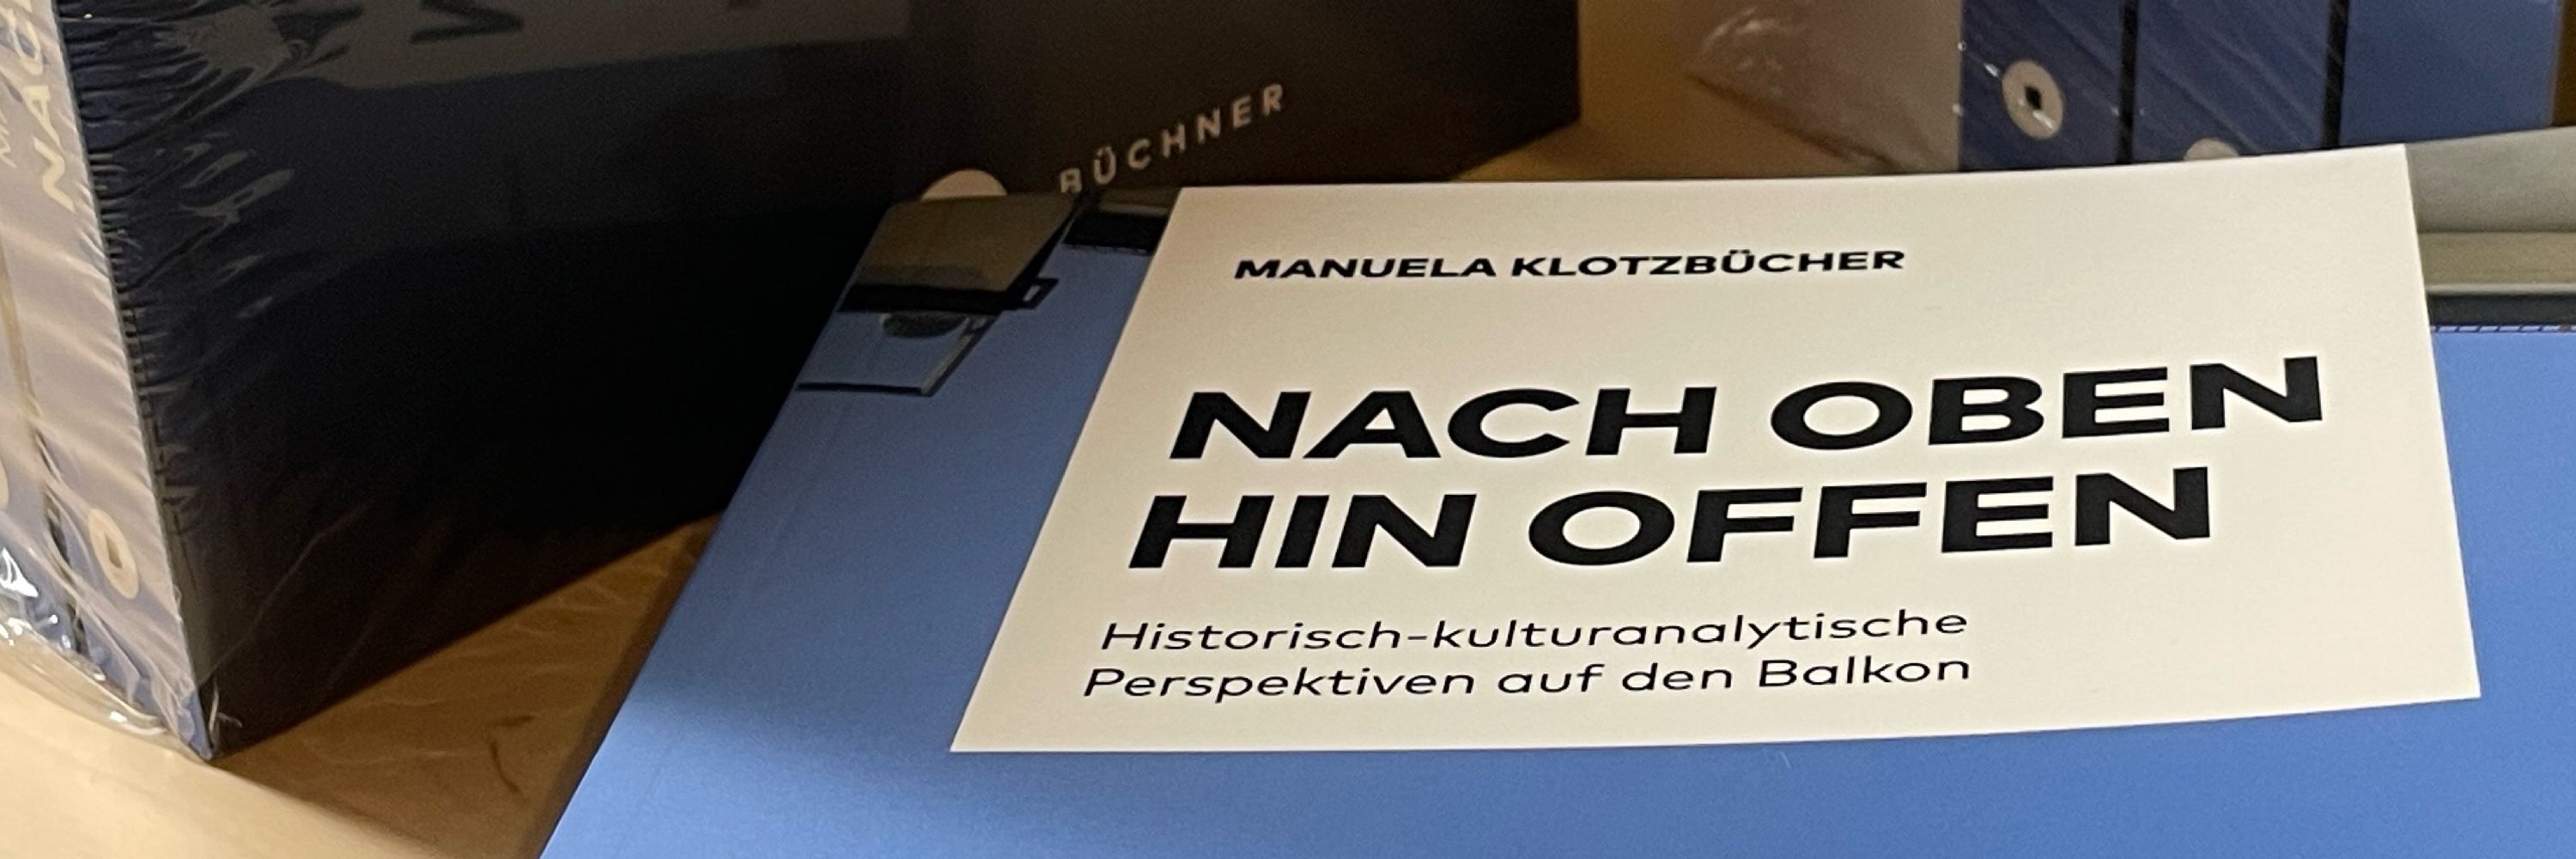 BÜCHNER
MANUELA KLOTZBÜCHER
NACH OBEN
HIN OFFEN
Historisch-kulturanalytische
Perspektiven auf den Balkon